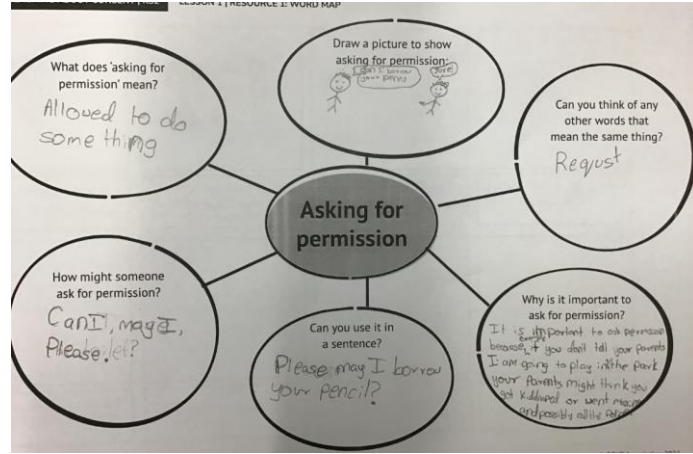 LESSON 1 | RESOURCE 1: WORD MAP
What does 'asking for
permission' mean?
Allowed to do
some thing
Draw a picture to show
asking for permission:
Can I borrow
your pencil
Sure!
Can you think of any
other words that
mean the same thing?
Requst
Asking for
permission
How might someone
ask for permission?
Can I, may I,
Please let?
Can you use it in
a sentence?
Please may I borrow
your pencil?
Why is it important to
ask for permission?
It is important to ask permission
because if you don't tell your parents
I am going to play in the park
your parents might think you
got kiddnaped or went missing
and possibly call the